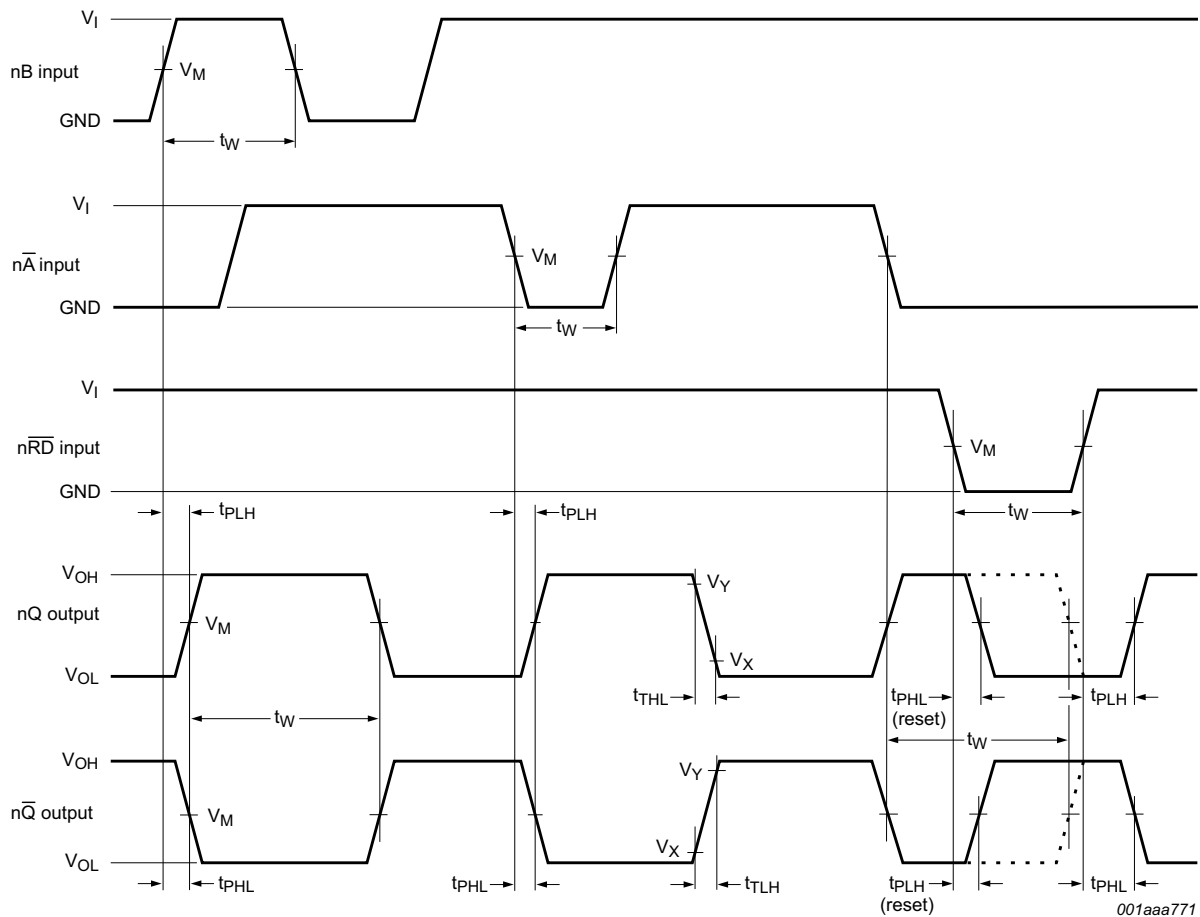 VI
nB input
VM
GND
tW
VI
nA̅ input
VM
GND
tW
VI
nR̅D̅ input
VM
GND
tPLH
tPLH
tW
VOH
VY
nQ output
VM
VX
VOL
tTHL
tPHL
(reset)
tPLH
tW
tW
VOH
VY
nQ̅ output
VM
VX
VOL
tPHL
tPHL
tTLH
tPLH
(reset)
tPHL
001aaa771